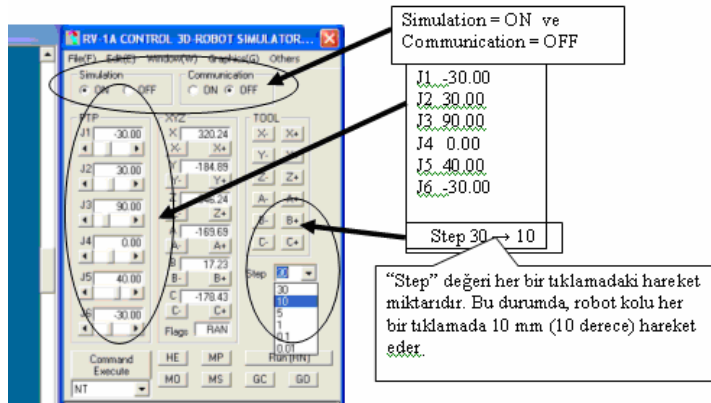 RV-1A CONTROL 3D-ROBOT SIMULATOR...
File(F) Edit(E) Window(W) Graphics(G) Others
Simulation
ON OFF
Communication
ON OFF
PTP
J1 -30.00
J2 30.00
J3 90.00
J4 0.00
J5 40.00
J6 -30.00
XYZ
X 320.24
X- X+
Y -184.89
Y- Y+
Z+
A -169.69
A- A+
B 17.23
B- B+
C -178.43
C- C+
Flags RAN
TOOL
X- X+
Y-
Z- Z+
A- A+
B- B+
C- C+
Step 30
30
10
5
1
0.1
0.01
Command
Execute
NT
HE MP Run(RN)
MO MS GC GO
Simulation = ON ve
Communication = OFF
J1 -30.00
J2 30.00
J3 90.00
J4 0.00
J5 40.00
J6 -30.00
Step 30 → 10
“Step” değeri her bir tıklamadaki hareket
miktarıdır. Bu durumda, robot kolu her
bir tıklamada 10 mm (10 derece) hareket
eder.